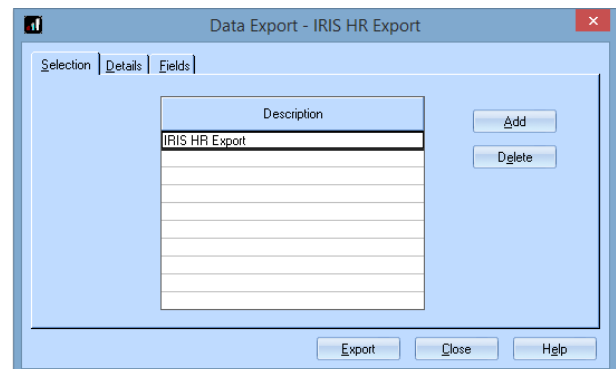 Data Export - IRIS HR Export
Selection Details Fields
Description
IRIS HR Export
Add
Delete
Export Close Help